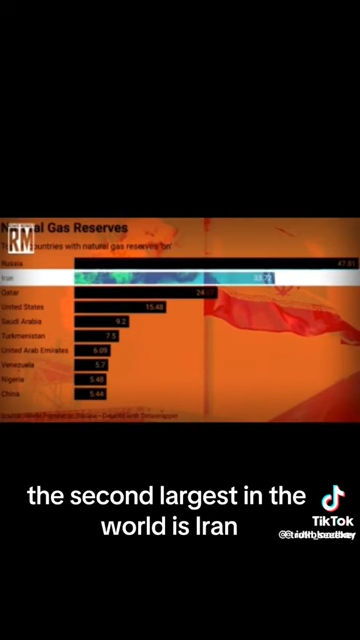 Natural Gas Reserves
RM
countries with natural gas reserves
Russia 47.81
Iran 33.72
Qatar 24
United States 15.48
Saudi Arabia 9.2
Turkmenistan 7.5
United Arab Emirates 6.09
Venezuela 5.7
Nigeria 5.48
China 5.44
the second largest in the
world is Iran
TikTok